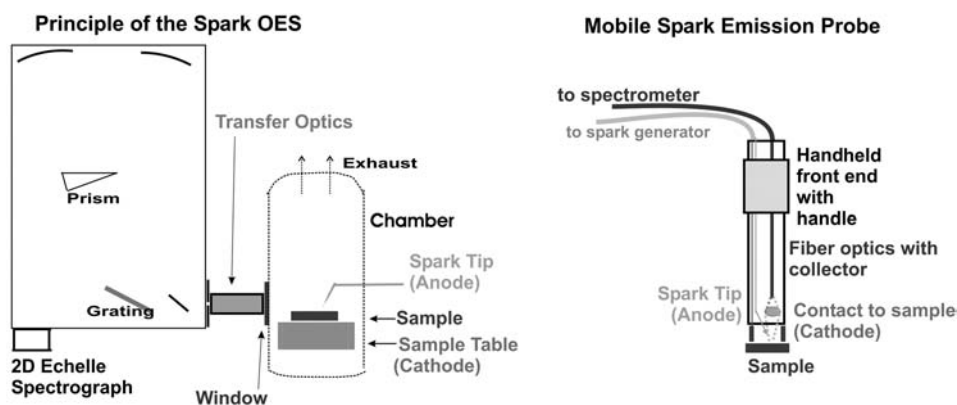 Principle of the Spark OES
Transfer Optics
Exhaust
Prism
Chamber
Spark Tip
(Anode)
Grating
Sample
Sample Table
(Cathode)
2D Echelle
Spectrograph
Window
Mobile Spark Emission Probe
to spectrometer
to spark generator
Handheld
front end
with
handle
Fiber optics with
collector
Spark Tip
(Anode)
Contact to sample
(Cathode)
Sample